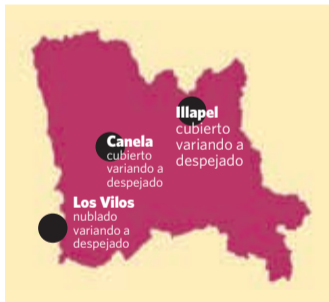 Illapel
cubierto
variando a
despejado
Canela
cubierto
variando a
despejado
Los Vilos
nublado
variando a
despejado